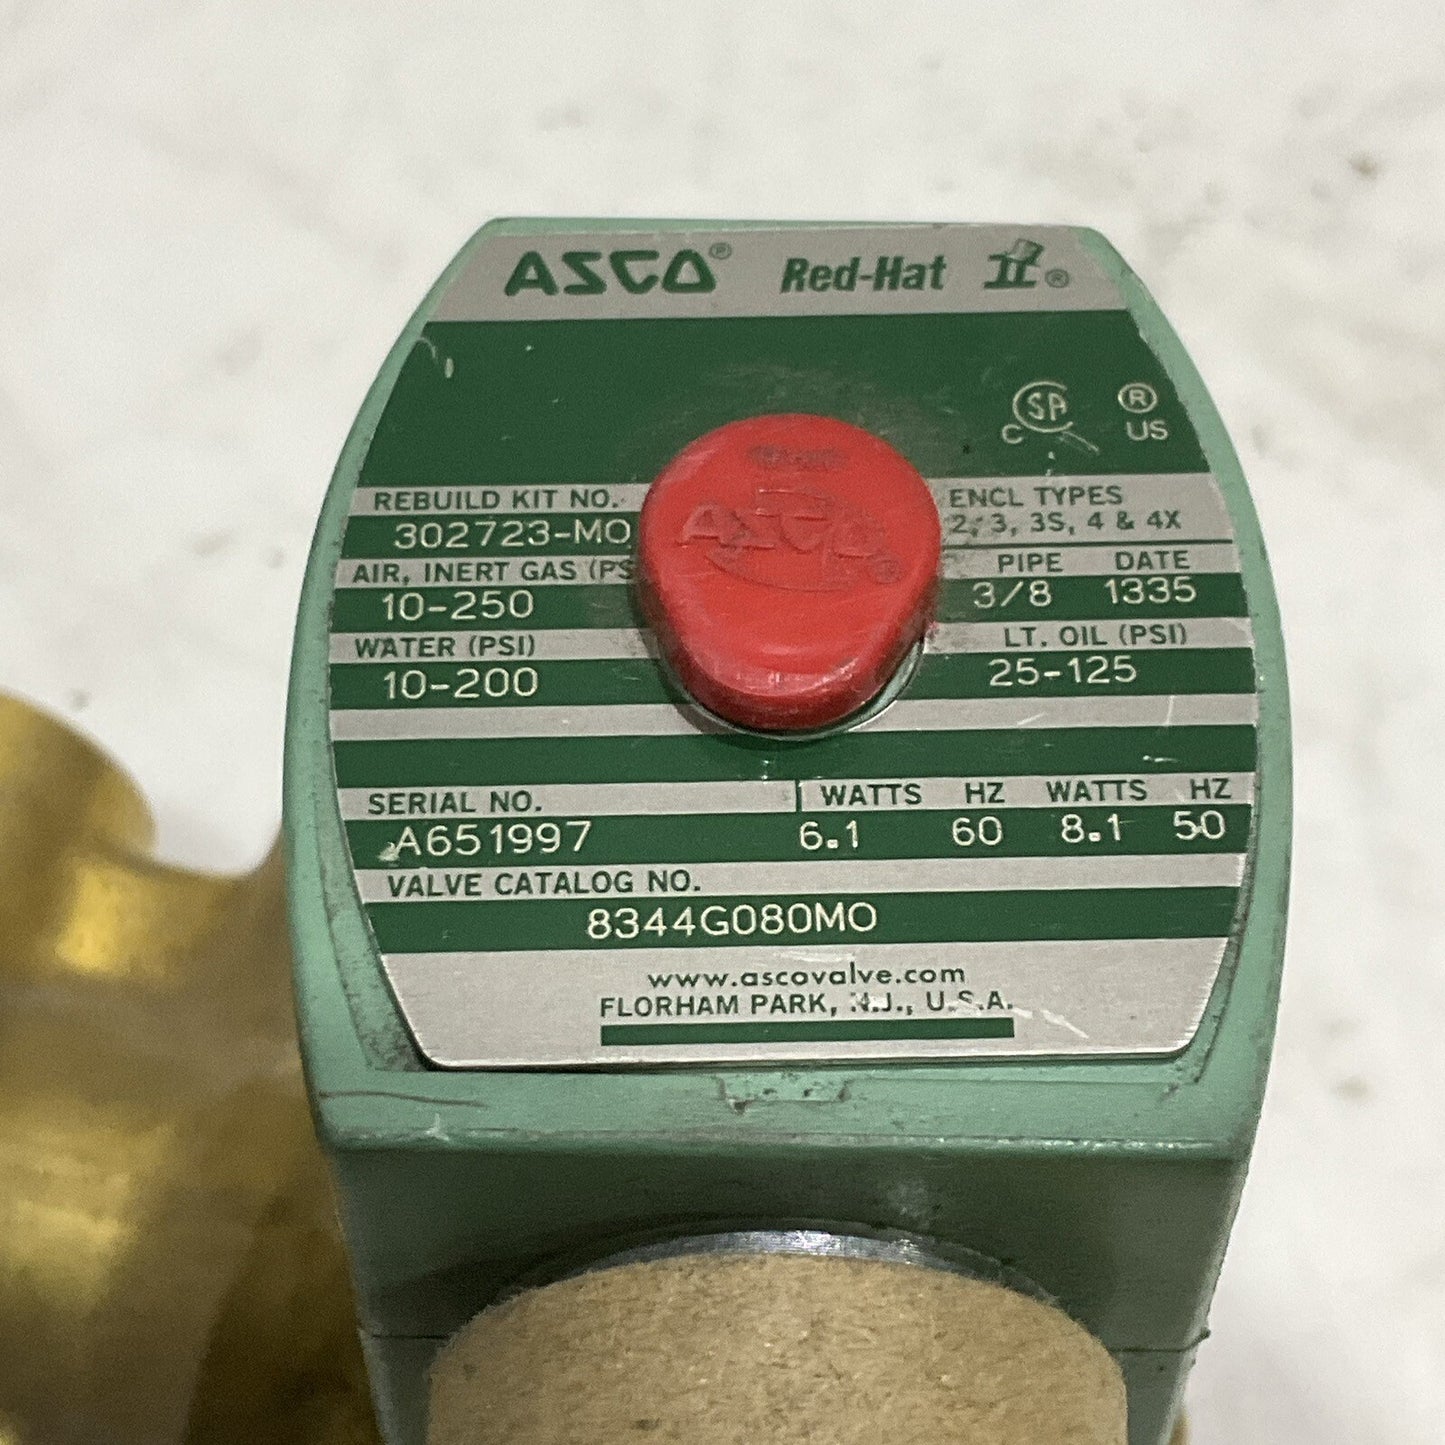 ASCO® Red-Hat II®
C SA ® US
REBUILD KIT NO. ENCL TYPES
302723-MO 2, 3, 3S, 4 & 4X
AIR, INERT GAS (PS PIPE DATE
10-250 3/8 1335
WATER (PSI) LT. OIL (PSI)
10-200 25-125
ASCO®
SERIAL NO. WATTS HZ WATTS HZ
A651997 6.1 60 8.1 50
VALVE CATALOG NO.
8344G080MO
www.ascovalve.com
FLORHAM PARK, N.J., U.S.A.